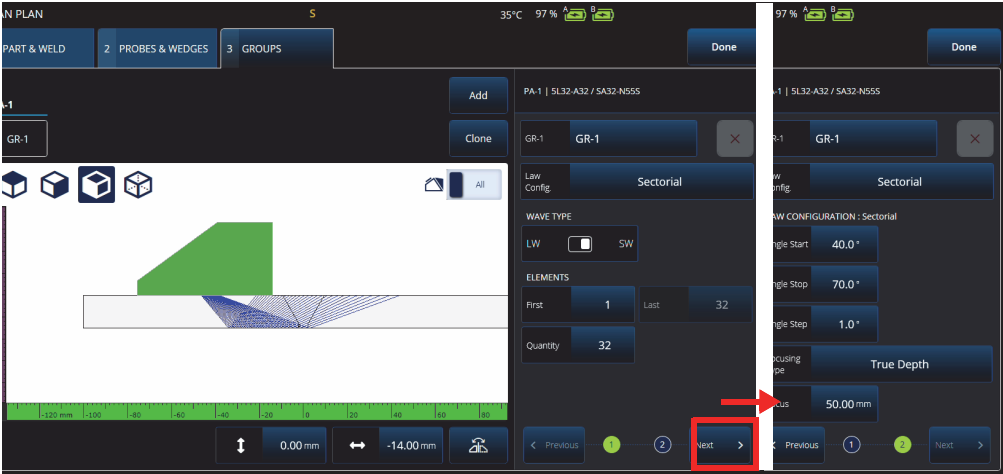 AN PLAN
S
35°C 97 % A B
97 % A B
PART & WELD
2 PROBES & WEDGES
3 GROUPS
Done
Done
A-1
Add
GR-1
Clone
All
-120 mm -100 -80 -60 -40 -20 0 20 40 60 80
0.00 mm
-14.00 mm
PA-1 | 5L32-A32 / SA32-N55S
GR-1 GR-1 X
Law
Config.
Sectorial
WAVE TYPE
LW SW
ELEMENTS
First 1 Last 32
Quantity 32
< Previous 1 2 Next >
A-1 | 5L32-A32 / SA32-N55S
R-1 GR-1 X
aw
onfig.
Sectorial
AW CONFIGURATION : Sectorial
ngle Start 40.0 °
ngle Stop 70.0 °
ngle Step 1.0 °
ocusing
ype
True Depth
cus 50.00 mm
< Previous 1 2 Next >